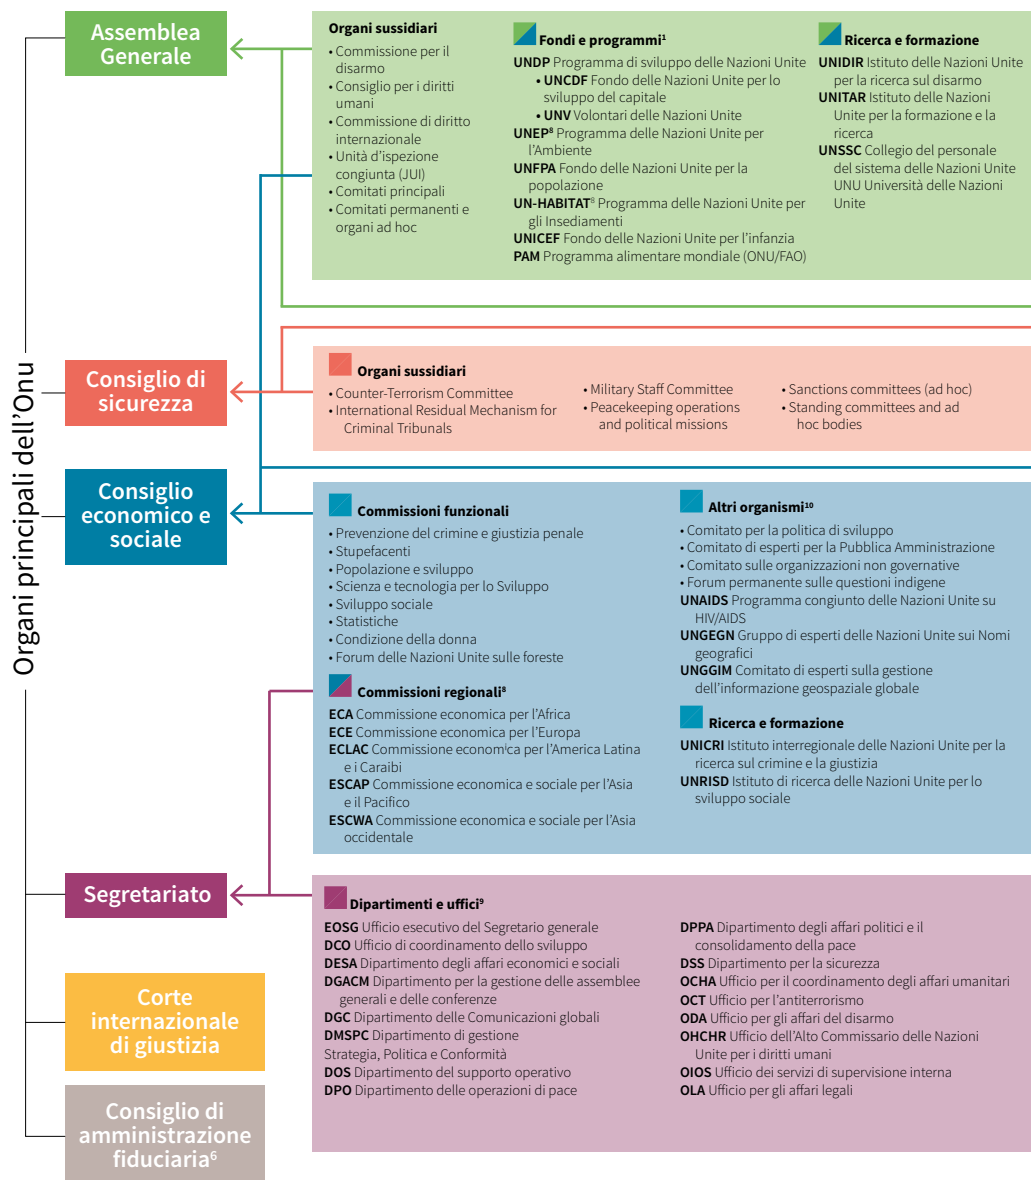 Organi principali dell'Onu
Assemblea
Generale
Organi sussidiari
• Commissione per il
disarmo
• Consiglio per i diritti
umani
• Commissione di diritto
internazionale
• Unità d'ispezione
congiunta (JUI)
• Comitati principali
• Comitati permanenti e
organi ad hoc
Fondi e programmi¹
UNDP Programma di sviluppo delle Nazioni Unite
• UNCDF Fondo delle Nazioni Unite per lo
sviluppo del capitale
• UNV Volontari delle Nazioni Unite
UNEP⁸ Programma delle Nazioni Unite per
l'Ambiente
UNFPA Fondo delle Nazioni Unite per la
popolazione
UN-HABITAT⁸ Programma delle Nazioni Unite per
gli Insediamenti
UNICEF Fondo delle Nazioni Unite per l'infanzia
PAM Programma alimentare mondiale (ONU/FAO)
Ricerca e formazione
UNIDIR Istituto delle Nazioni Unite
per la ricerca sul disarmo
UNITAR Istituto delle Nazioni
Unite per la formazione e la
ricerca
UNSSC Collegio del personale
del sistema delle Nazioni Unite
UNU Università delle Nazioni
Unite
Consiglio di
sicurezza
Organi sussidiari
• Counter-Terrorism Committee
• International Residual Mechanism for
Criminal Tribunals
• Military Staff Committee
• Peacekeeping operations
and political missions
• Sanctions committees (ad hoc)
• Standing committees and ad
hoc bodies
Consiglio
economico e
sociale
Commissioni funzionali
• Prevenzione del crimine e giustizia penale
• Stupefacenti
• Popolazione e sviluppo
• Scienza e tecnologia per lo Sviluppo
• Sviluppo sociale
• Statistiche
• Condizione della donna
• Forum delle Nazioni Unite sulle foreste
Commissioni regionali⁸
ECA Commissione economica per l'Africa
ECE Commissione economica per l'Europa
ECLAC Commissione economica per l'America Latina
e i Caraibi
ESCAP Commissione economica e sociale per l'Asia
e il Pacifico
ESCWA Commissione economica e sociale per l'Asia
occidentale
Altri organismi¹⁰
• Comitato per la politica di sviluppo
• Comitato di esperti per la Pubblica Amministrazione
• Comitato sulle organizzazioni non governative
• Forum permanente sulle questioni indigene
UNAIDS Programma congiunto delle Nazioni Unite su
HIV/AIDS
UNGEGN Gruppo di esperti delle Nazioni Unite sui Nomi
geografici
UNGGIM Comitato di esperti sulla gestione
dell'informazione geospaziale globale
Ricerca e formazione
UNICRI Istituto interregionale delle Nazioni Unite per la
ricerca sul crimine e la giustizia
UNRISD Istituto di ricerca delle Nazioni Unite per lo
sviluppo sociale
Segretariato
Dipartimenti e uffici⁹
EOSG Ufficio esecutivo del Segretario generale
DCO Ufficio di coordinamento dello sviluppo
DESA Dipartimento degli affari economici e sociali
DGACM Dipartimento per la gestione delle assemblee
generali e delle conferenze
DGC Dipartimento delle Comunicazioni globali
DMSPC Dipartimento di gestione
Strategia, Politica e Conformità
DOS Dipartimento del supporto operativo
DPO Dipartimento delle operazioni di pace
DPPA Dipartimento degli affari politici e il
consolidamento della pace
DSS Dipartimento per la sicurezza
OCHA Ufficio per il coordinamento degli affari umanitari
OCT Ufficio per l'antiterrorismo
ODA Ufficio per gli affari del disarmo
OHCHR Ufficio dell'Alto Commissario delle Nazioni
Unite per i diritti umani
OIOS Ufficio dei servizi di supervisione interna
OLA Ufficio per gli affari legali
Corte
internazionale
di giustizia
Consiglio di
amministrazione
fiduciaria⁶